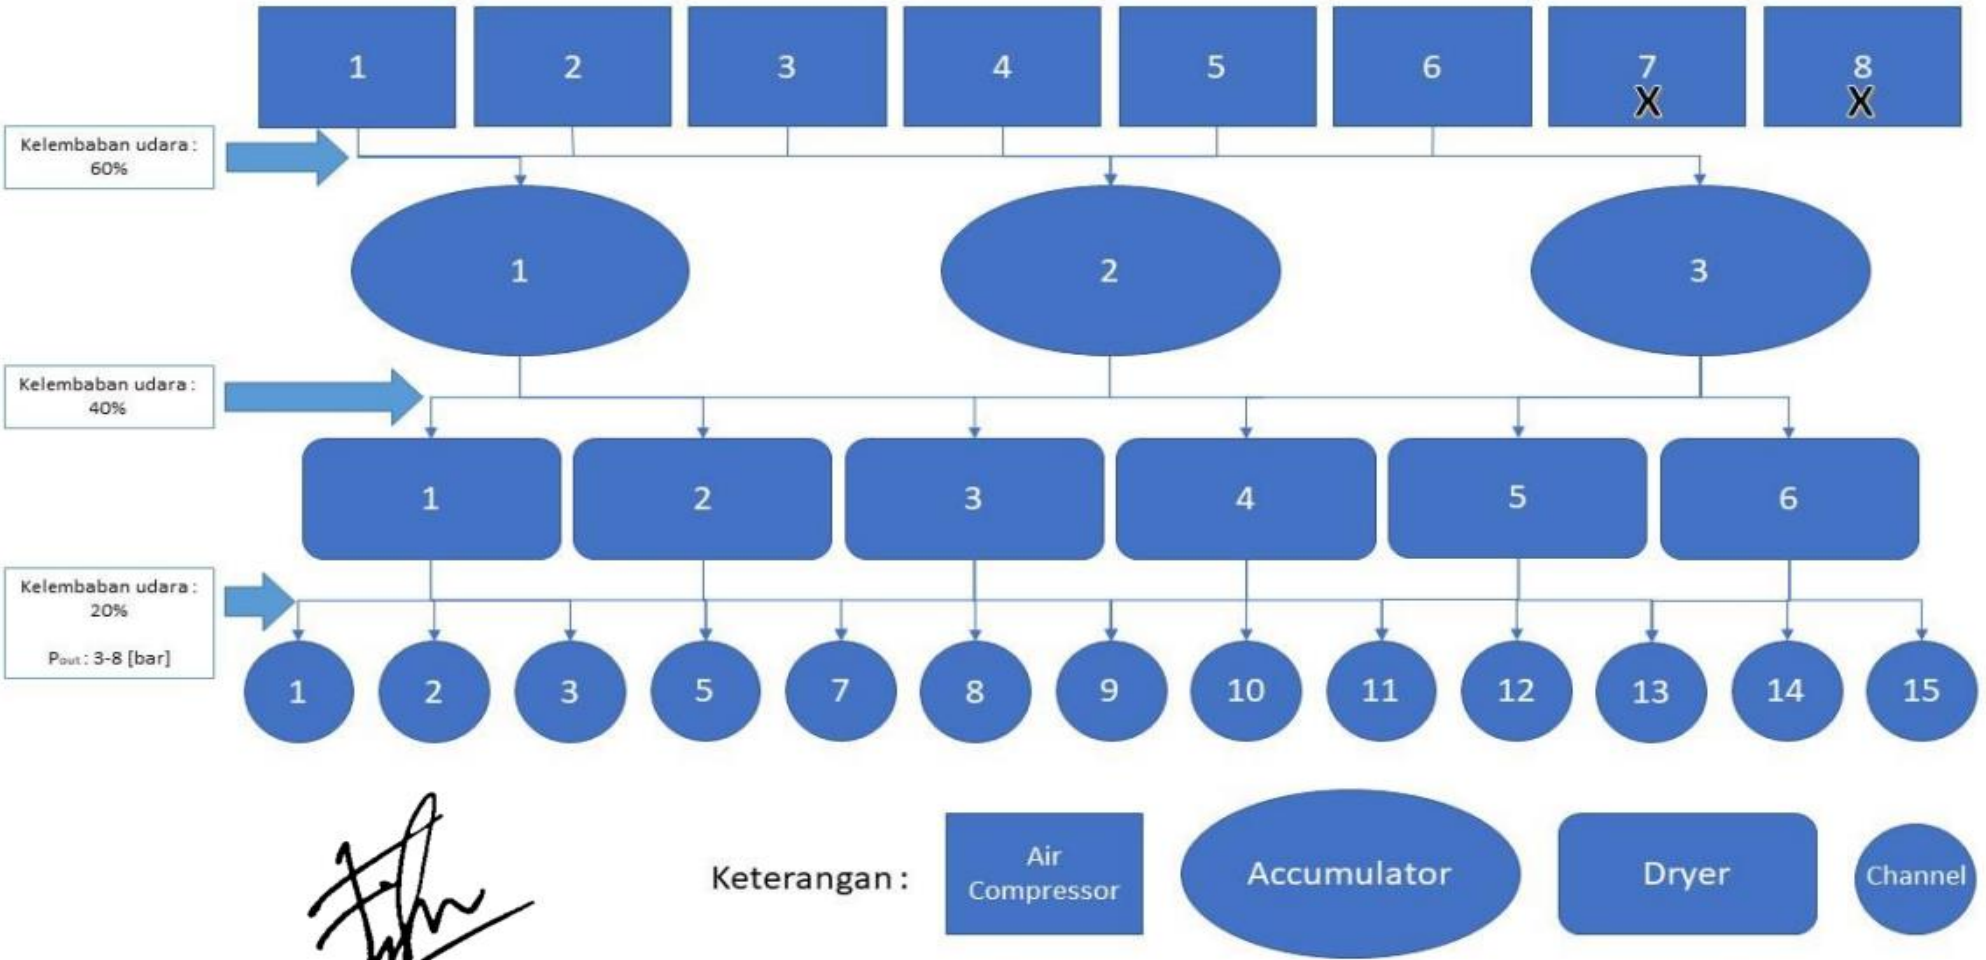 1 2 3 4 5 6 7 8
X X
Kelembaban udara :
60%
1 2 3
Kelembaban udara :
40%
1 2 3 4 5 6
Kelembaban udara :
20%
Pout : 3-8 [bar]
1 2 3 5 7 8 9 10 11 12 13 14 15
Keterangan :
Air
Compressor
Accumulator
Dryer
Channel